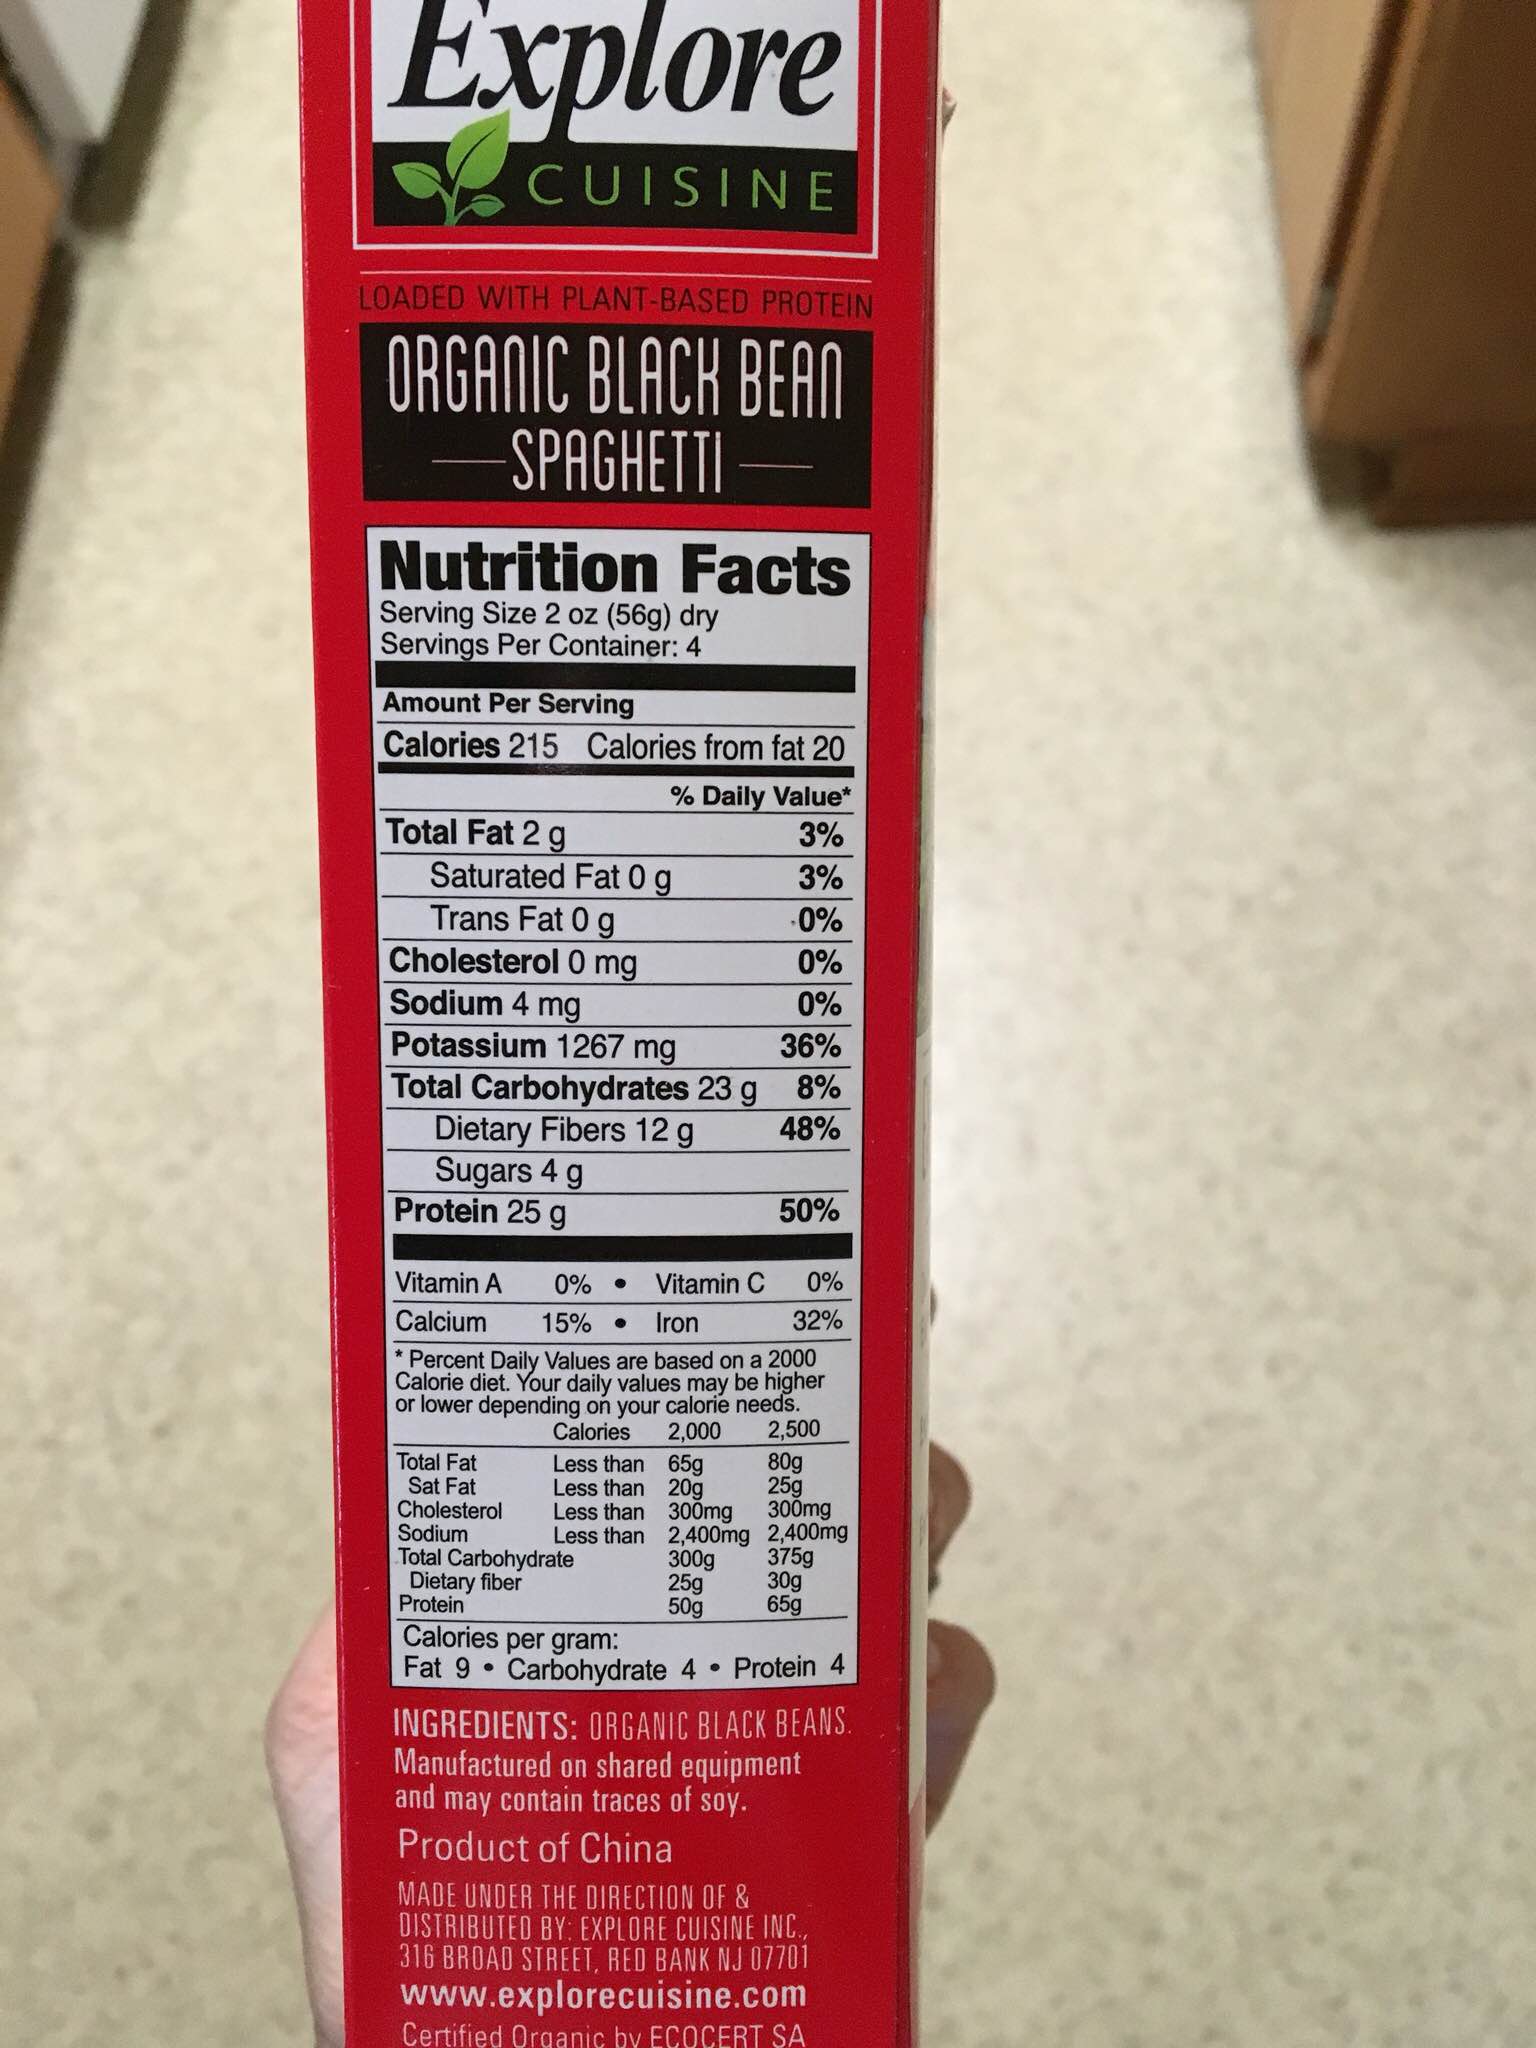 Explore
CUISINE
LOADED WITH PLANT-BASED PROTEIN
ORGANIC BLACK BEAN
SPAGHETTI
Nutrition Facts
Serving Size 2 oz (56g) dry
Servings Per Container: 4
Amount Per Serving
Calories 215 Calories from fat 20
% Daily Value*
Total Fat 2 g 3%
Saturated Fat 0 g 3%
Trans Fat 0 g 0%
Cholesterol 0 mg 0%
Sodium 4 mg 0%
Potassium 1267 mg 36%
Total Carbohydrates 23 g 8%
Dietary Fibers 12 g 48%
Sugars 4 g
Protein 25 g 50%
Vitamin A 0% • Vitamin C 0%
Calcium 15% • Iron 32%
* Percent Daily Values are based on a 2000
Calorie diet. Your daily values may be higher
or lower depending on your calorie needs.
Calories 2,000 2,500
Total Fat Less than 65g 80g
Sat Fat Less than 20g 25g
Cholesterol Less than 300mg 300mg
Sodium Less than 2,400mg 2,400mg
Total Carbohydrate 300g 375g
Dietary fiber 25g 30g
Protein 50g 65g
Calories per gram:
Fat 9 • Carbohydrate 4 • Protein 4
INGREDIENTS: ORGANIC BLACK BEANS.
Manufactured on shared equipment
and may contain traces of soy.
Product of China
MADE UNDER THE DIRECTION OF &
DISTRIBUTED BY: EXPLORE CUISINE INC.,
316 BROAD STREET, RED BANK NJ 07701
www.explorecuisine.com
Certified Organic by ECOCERT SA